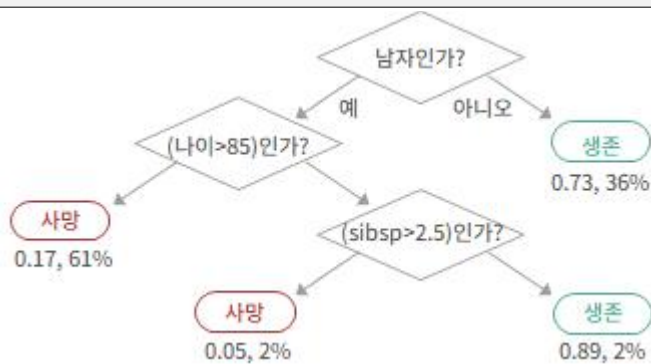 남자인가?
예
아니오
(나이>85)인가?
생존
0.73, 36%
사망
0.17, 61%
(sibsp>2.5)인가?
사망
0.05, 2%
생존
0.89, 2%